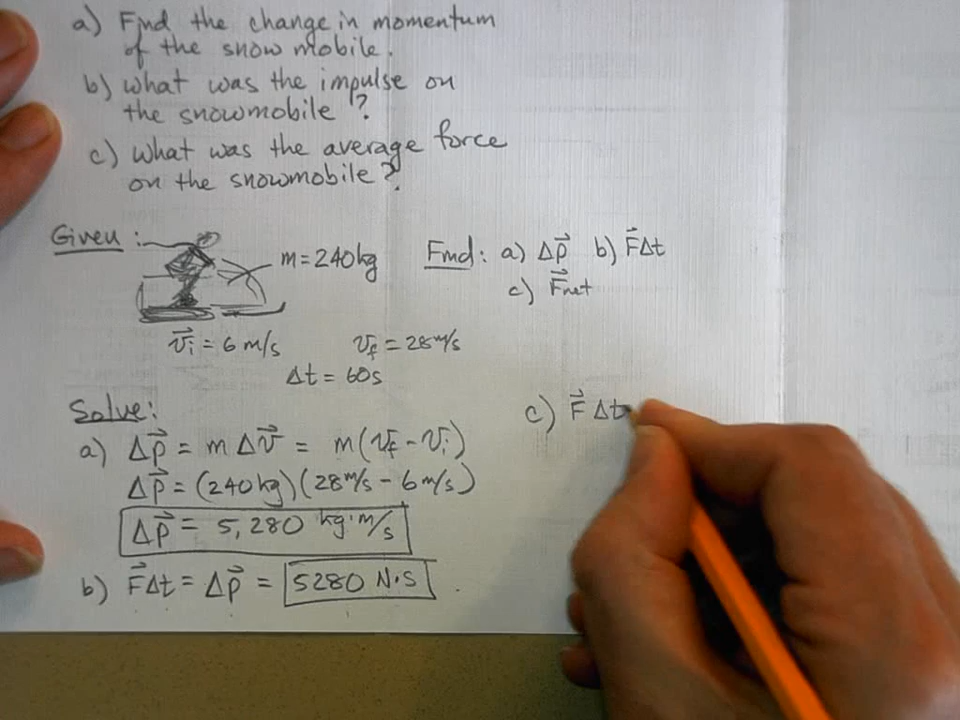 a) Find the change in momentum
of the snow mobile.
b) what was the impulse on
the snowmobile ?
c) what was the average force
on the snowmobile ?
Given : m = 240 kg Find : a) Δp⃗ b) F⃗Δt
c) F⃗net
v⃗i = 6 m/s vf = 28 m/s
Δt = 60s
Solve :
a) Δp⃗ = m Δv⃗ = m(vf - vi)
Δp⃗ = (240 kg)(28 m/s - 6 m/s)
Δp⃗ = 5,280 kg·m/s
b) F⃗Δt = Δp⃗ = 5280 N·s
c) F⃗ Δt